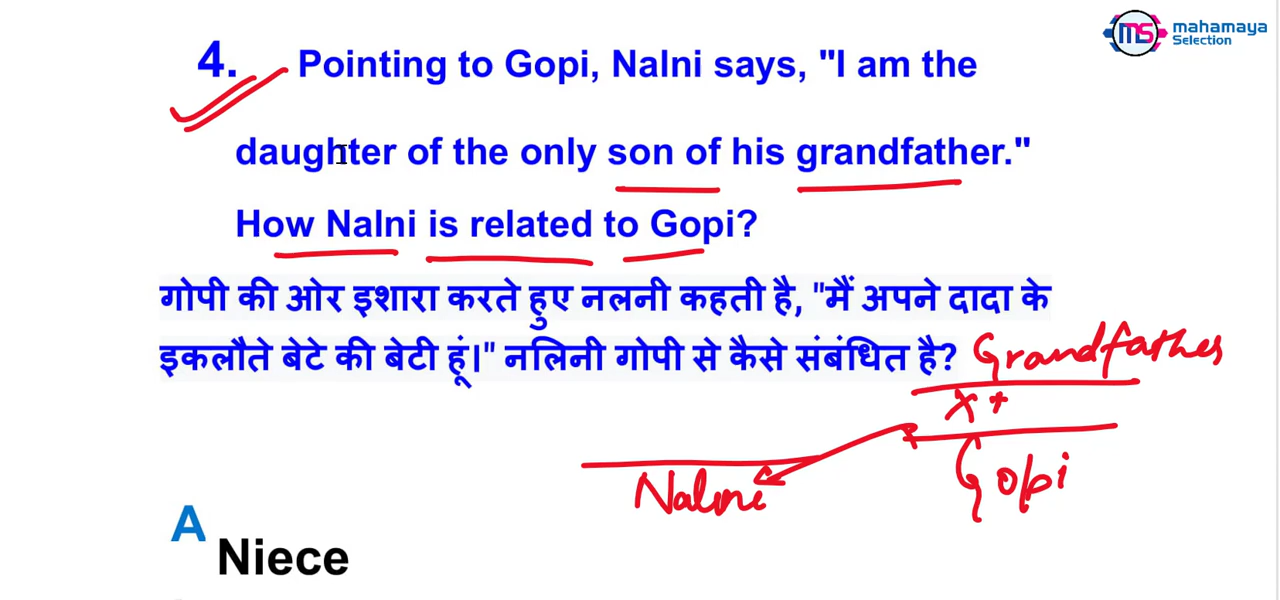 mahamaya
Selection
MS
4. Pointing to Gopi, Nalni says, "I am the
daughter of the only son of his grandfather."
How Nalni is related to Gopi?
गोपी की ओर इशारा करते हुए नलनी कहती है, "मैं अपने दादा के
इकलौते बेटे की बेटी हूं।" नलिनी गोपी से कैसे संबंधित है?
Grandfather
X +
Gopi
Nalni
A
Niece